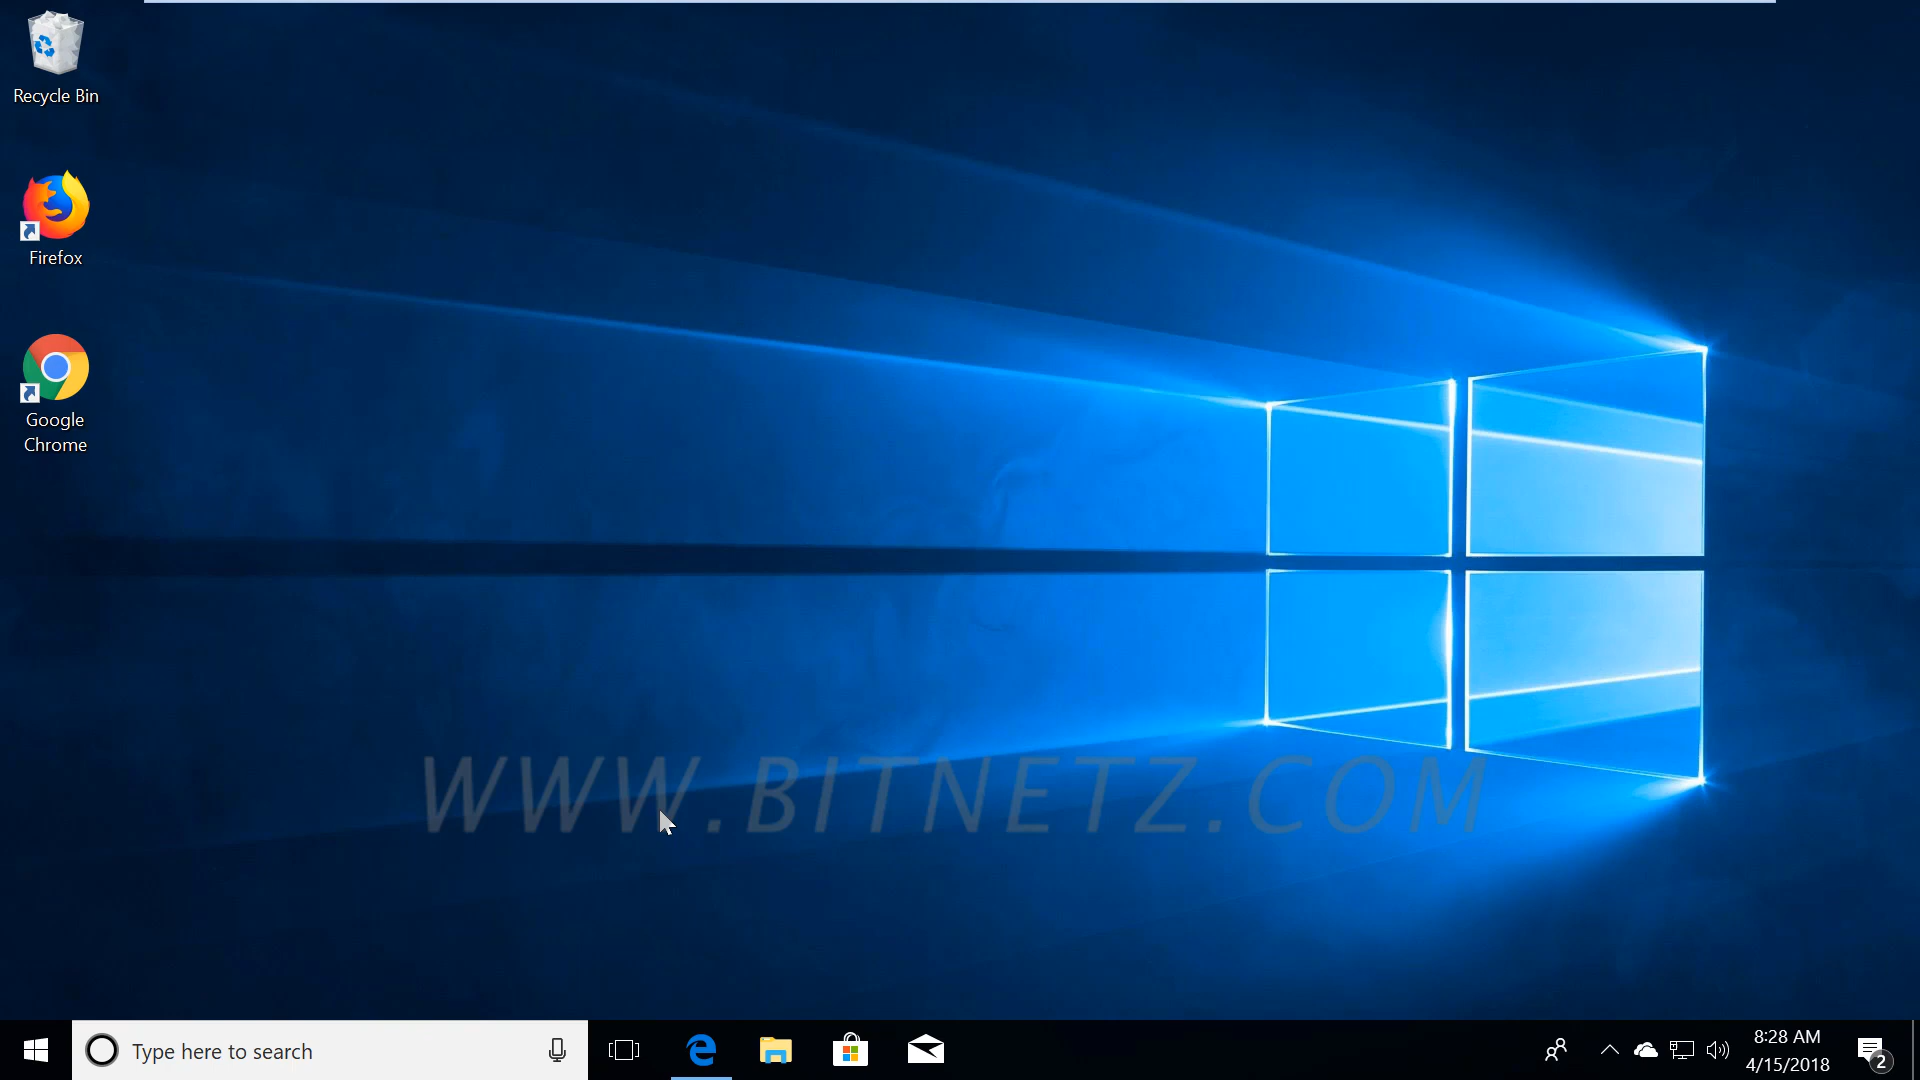 Recycle Bin
Firefox
Google
Chrome
WWW.BITNETZ.COM
Type here to search
8:28 AM
4/15/2018
2